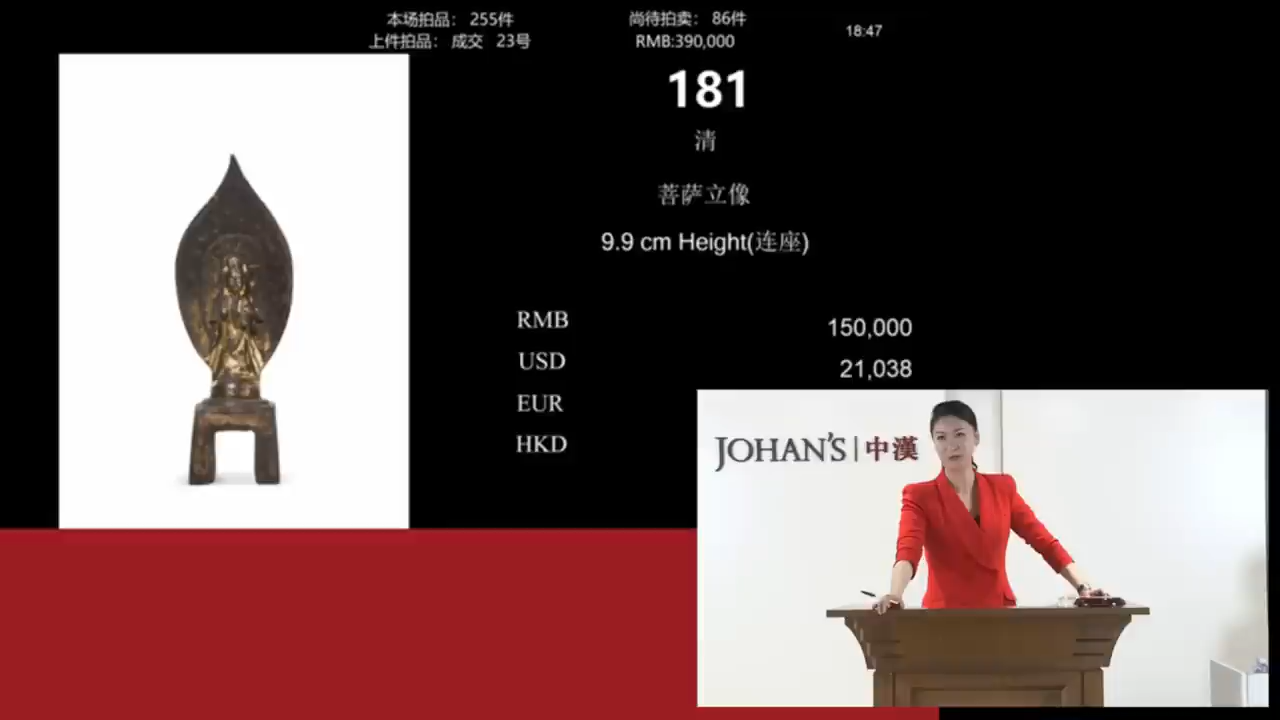 本场拍品： 255件
尚待拍卖： 86件
上件拍品： 成交 23号
RMB:390,000
18:47
181
清
菩萨立像
9.9 cm Height(连座)
RMB 150,000
USD 21,038
EUR
HKD
JOHAN'S | 中漢